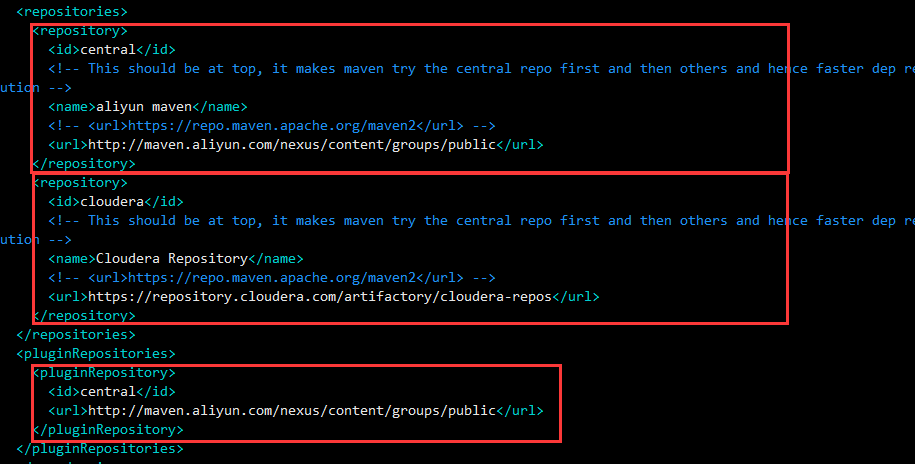 <repositories>
<repository>
<id>central</id>
<!-- This should be at top, it makes maven try the central repo first and then others and hence faster dep re
ution -->
<name>aliyun maven</name>
<!-- <url>https://repo.maven.apache.org/maven2</url> -->
<url>http://maven.aliyun.com/nexus/content/groups/public</url>
</repository>
<repository>
<id>cloudera</id>
<!-- This should be at top, it makes maven try the central repo first and then others and hence faster dep re
ution -->
<name>Cloudera Repository</name>
<!-- <url>https://repo.maven.apache.org/maven2</url> -->
<url>https://repository.cloudera.com/artifactory/cloudera-repos</url>
</repository>
</repositories>
<pluginRepositories>
<pluginRepository>
<id>central</id>
<url>http://maven.aliyun.com/nexus/content/groups/public</url>
</pluginRepository>
</pluginRepositories>